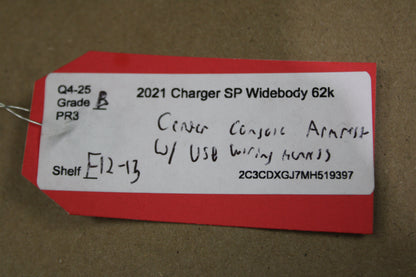 Q4-25
Grade B
PR3
2021 Charger SP Widebody 62k
Center Console Armrest
W/ USB Wiring Harness
Shelf E12-13
2C3CDXGJ7MH519397